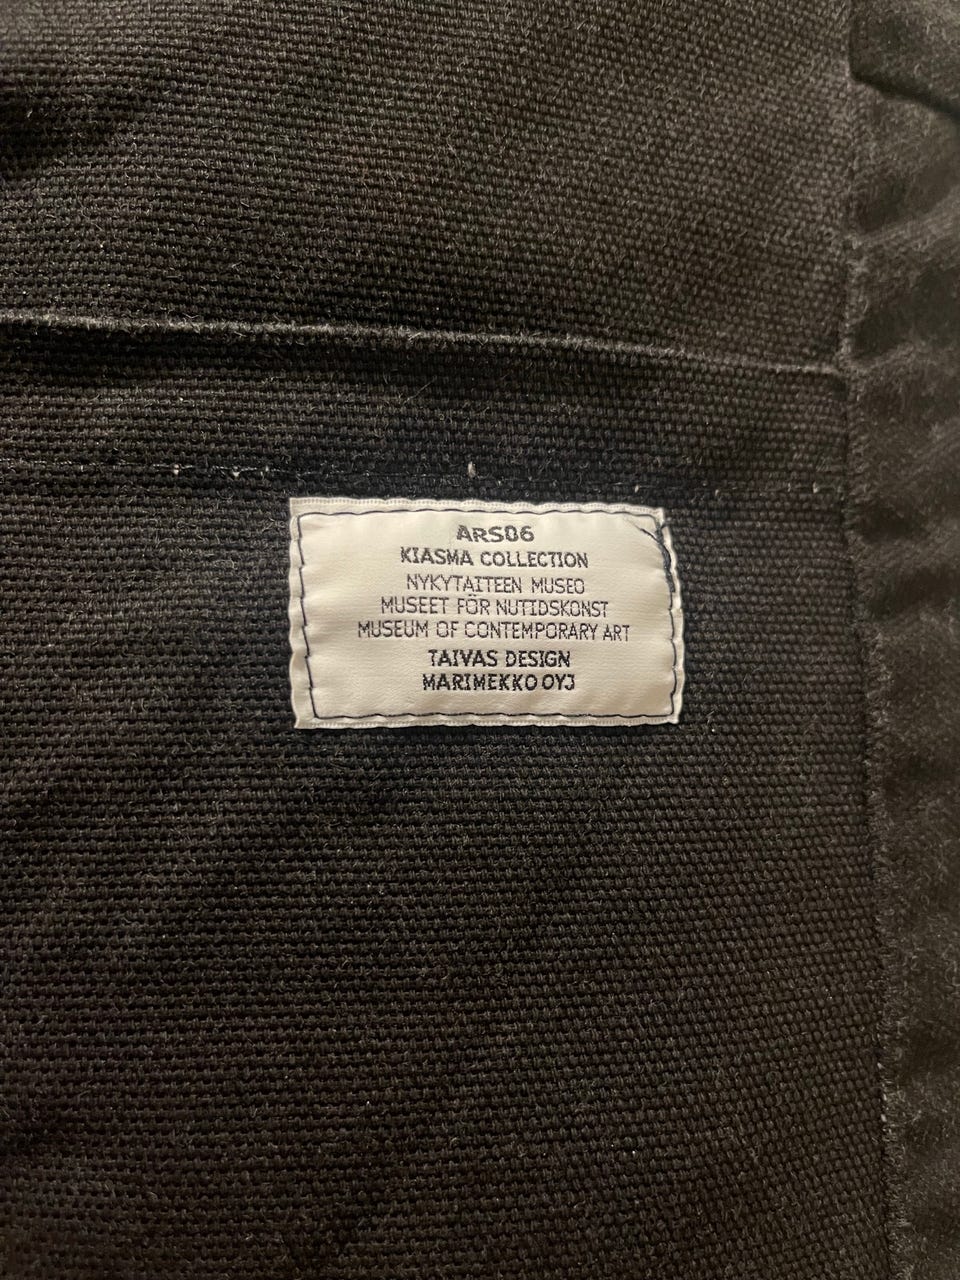 ARS06
KIASMA COLLECTION
NYKYTAITEEN MUSEO
MUSEET FÖR NUTIDSKONST
MUSEUM OF CONTEMPORARY ART
TAIVAS DESIGN
MARIMEKKO OYJ